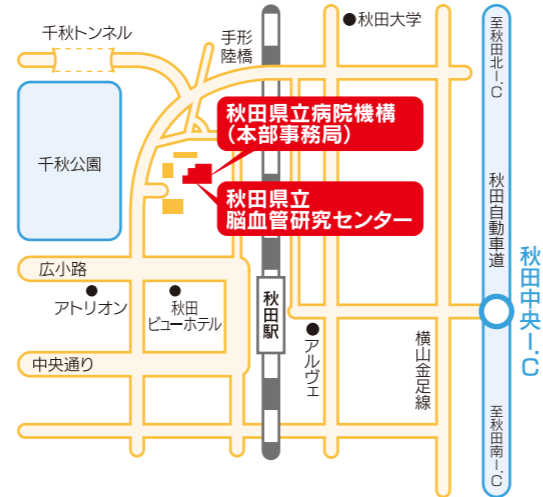 千秋トンネル
手形
陸橋
秋田大学
至秋田北I.C
秋田県立病院機構
（本部事務局）
千秋公園
秋田県立
脳血管研究センター
秋田自動車道
秋田中央I.C
広小路
アトリオン
秋田
ビューホテル
秋田駅
アルヴェ
横山金足線
中央通り
至秋田南I.C